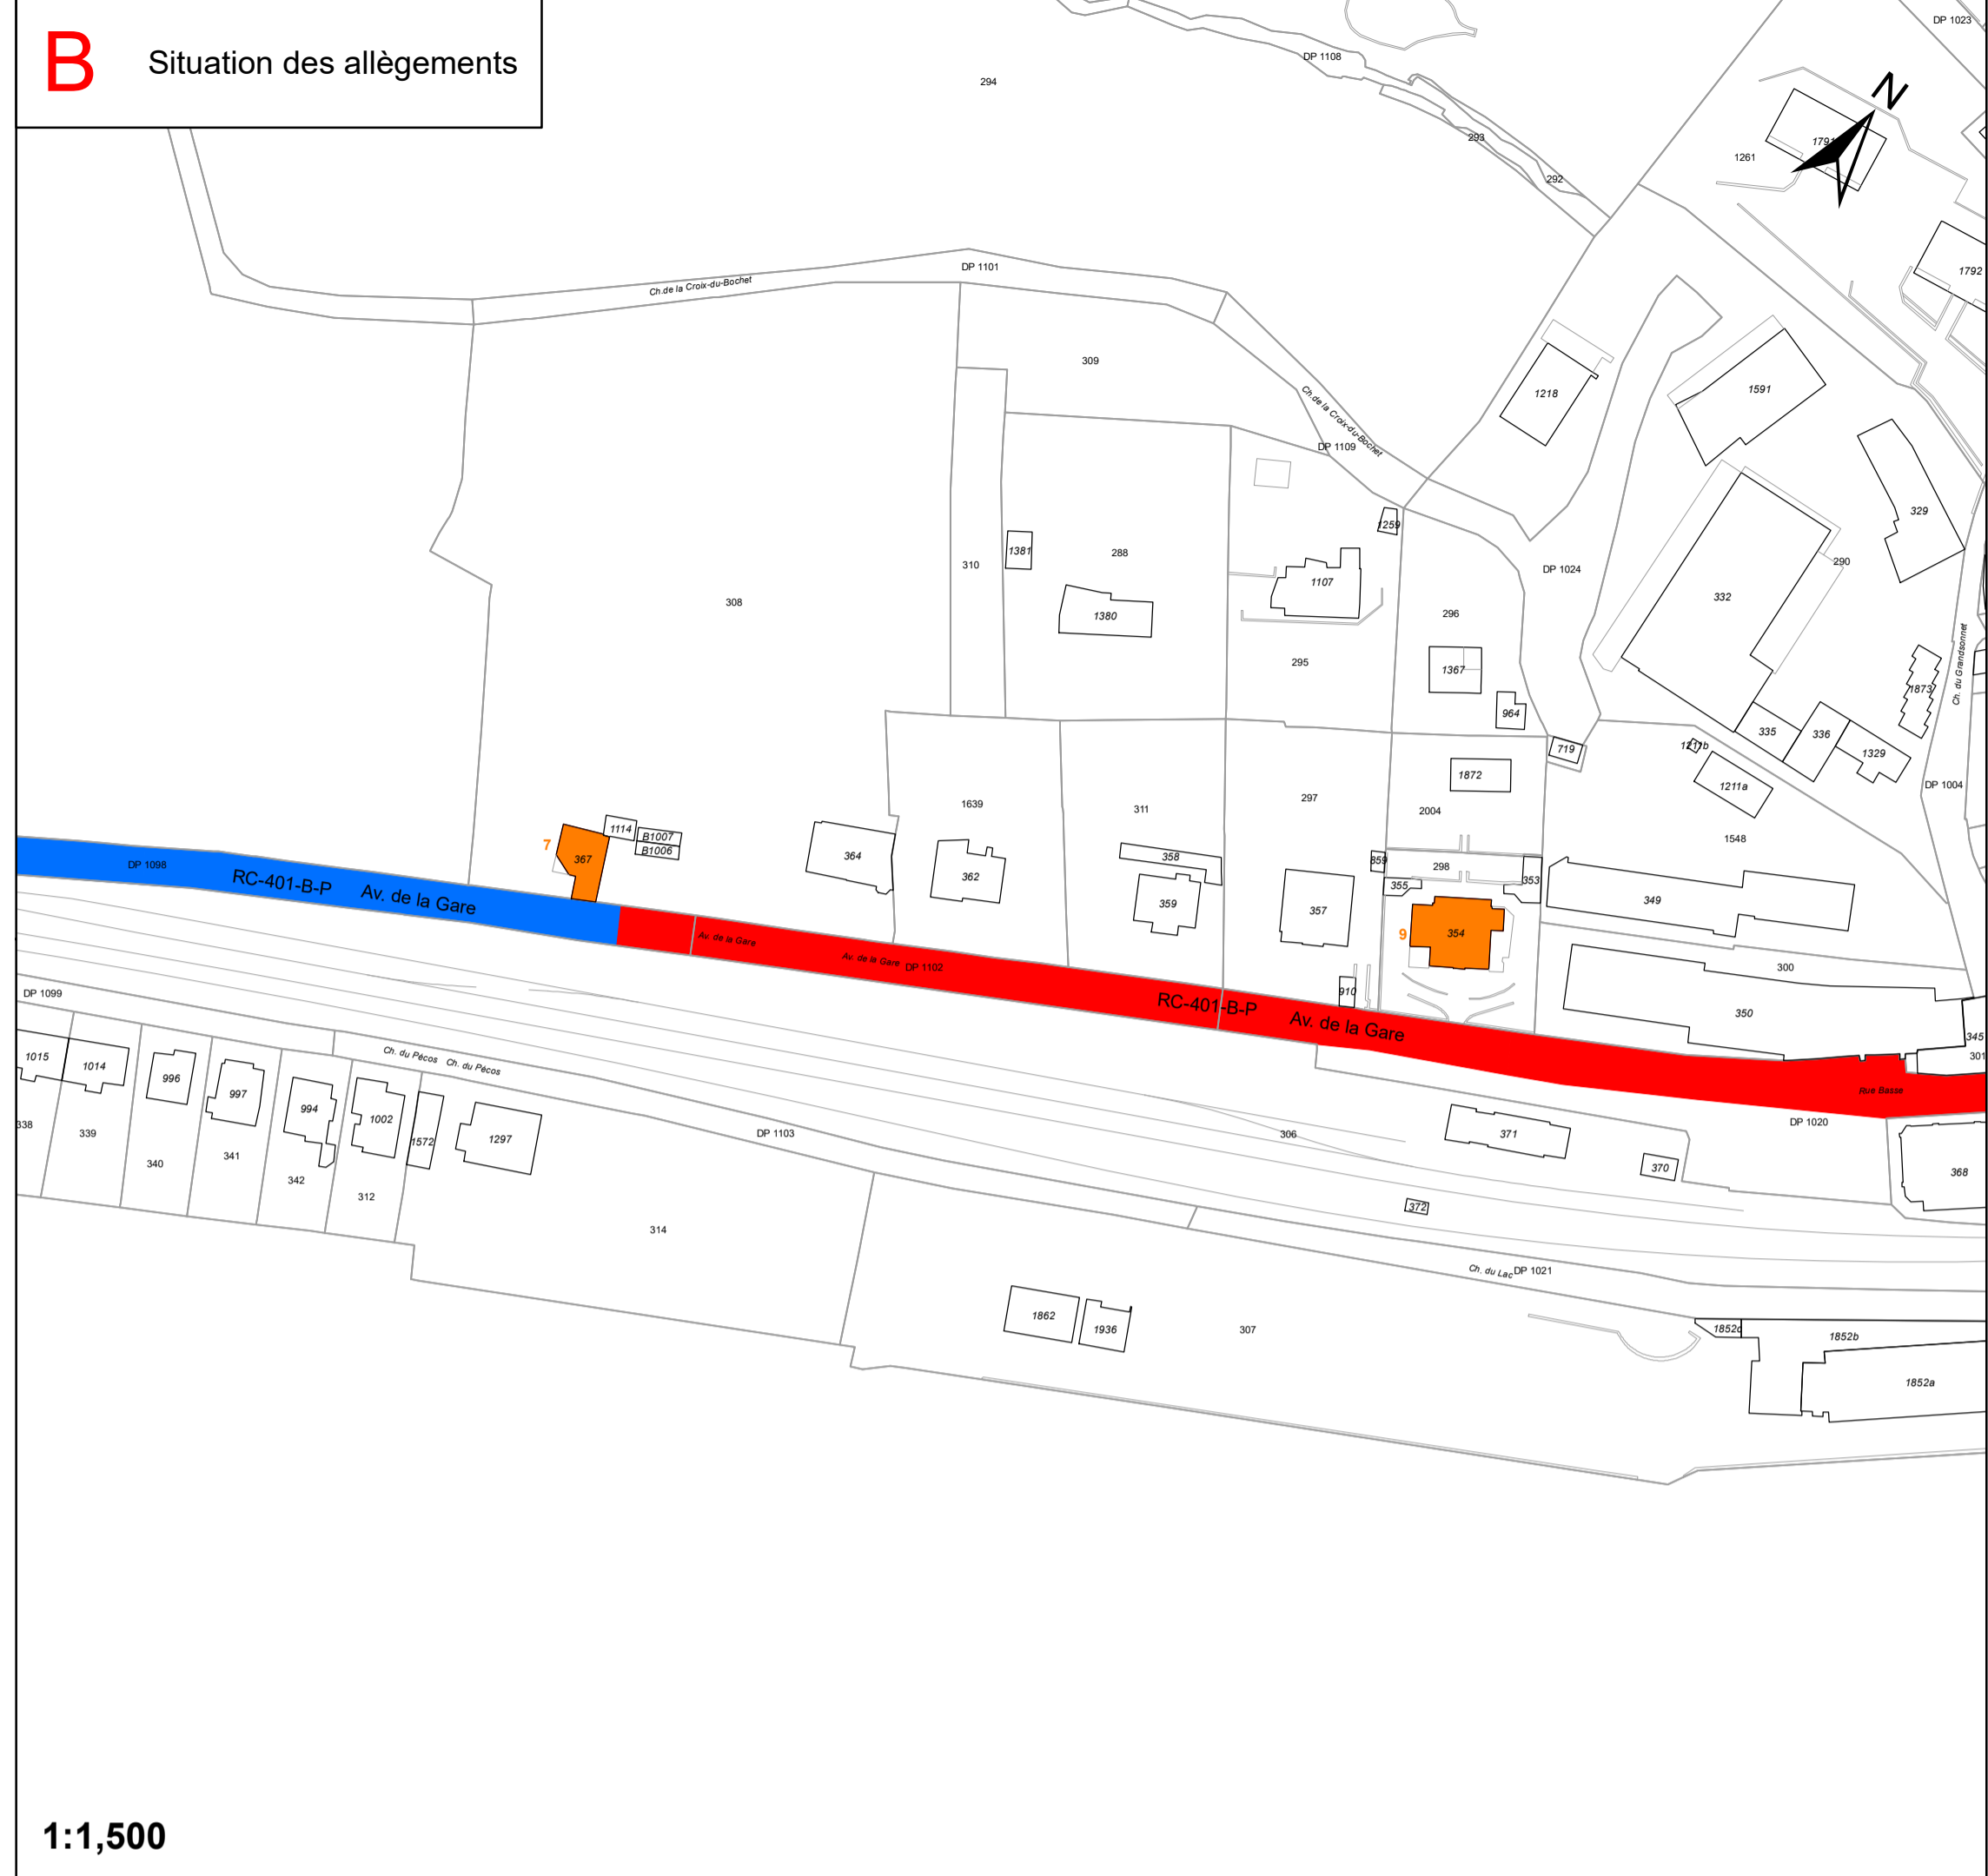 B Situation des allègements
DP 1023
DP 1108
294
N
293
1791
1261
292
1792
DP 1101
Ch.de la Croix-du-Bochet
309
1591
1218
Ch.de la Croix-du-Bochet
DP 1109
329
1259
1381
288
290
310
DP 1024
1107
332
308
296
1380
Ch. du Grandsonnet
295
1367
1873
964
335
336
1211b
719
1329
1872
1211a
DP 1004
1639
297
311
2004
1114
B1007
1548
7
B1006
364
358
367
859
DP 1098
298
362
353
RC-401-B-P Av. de la Gare
355
349
359
357
9
354
Av. de la Gare
Av. de la Gare
DP 1102
300
DP 1099
910
RC-401-B-P Av. de la Gare
350
345
1015
301
Ch. du Pécos
Ch. du Pécos
1014
996
Rue Basse
997
994
1002
DP 1020
338
339
DP 1103
306
371
1297
1572
341
340
370
368
342
312
372
314
DP 1021
Ch. du Lac
1862
1936
307
1852c
1852b
1852a
1:1,500